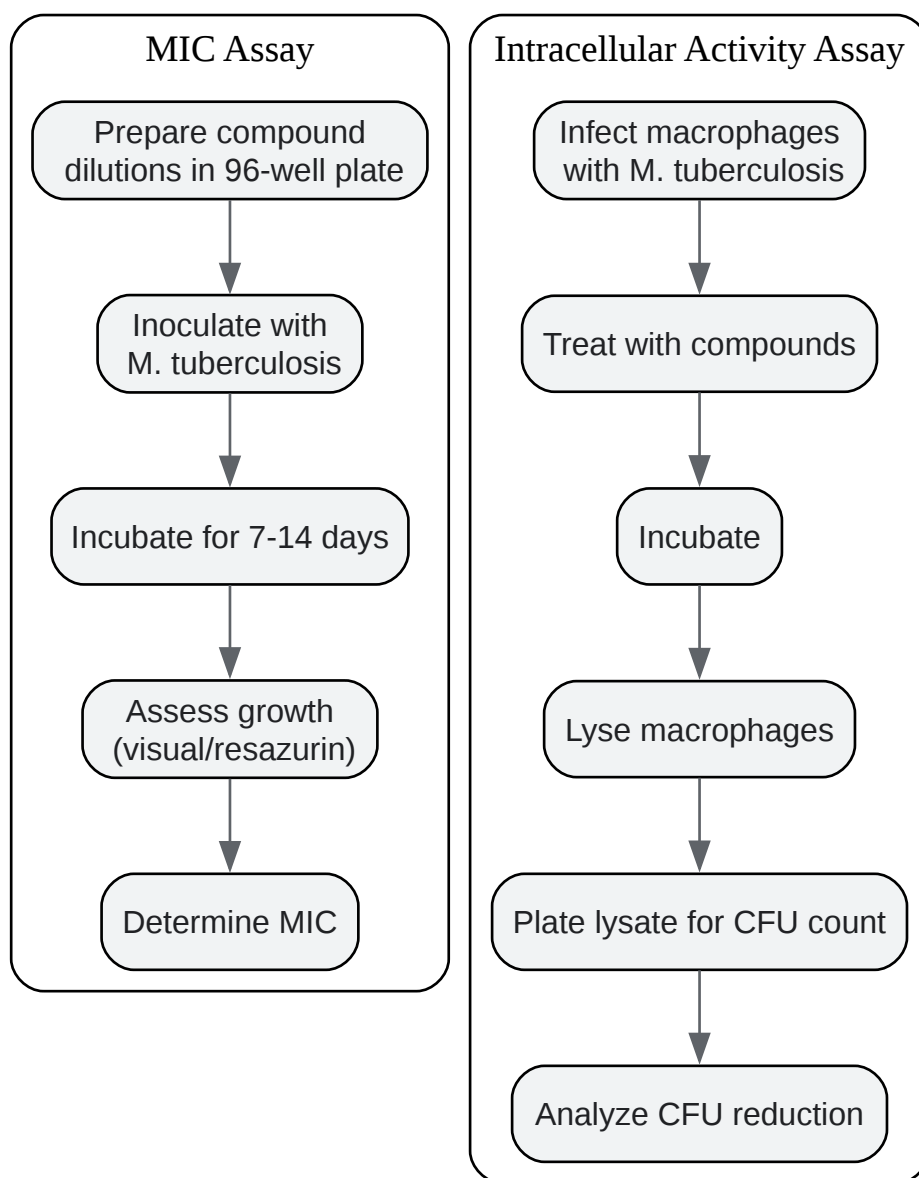 MIC Assay
Prepare compound
dilutions in 96-well plate
Inoculate with
M. tuberculosis
Incubate for 7-14 days
Assess growth
(visual/resazurin)
Determine MIC
Intracellular Activity Assay
Infect macrophages
with M. tuberculosis
Treat with compounds
Incubate
Lyse macrophages
Plate lysate for CFU count
Analyze CFU reduction